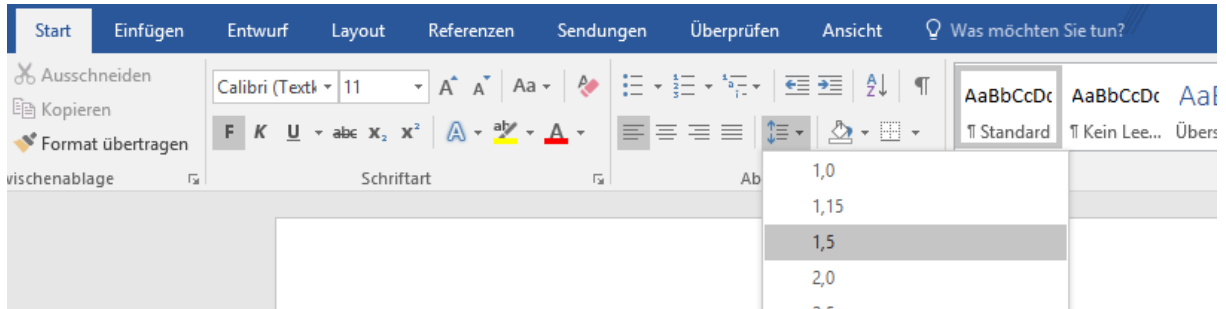 Start Einfügen Entwurf Layout Referenzen Sendungen Überprüfen Ansicht Was möchten Sie tun?
Ausschneiden
Kopieren
Format übertragen
Calibri (Textk 11 Aa
F K U abc x₂ x² A aby A
AaBbCcDc AaBbCcDc AaB
¶ Standard ¶ Kein Lee... Übers
wischenablage Schriftart Ab
1,0
1,15
1,5
2,0